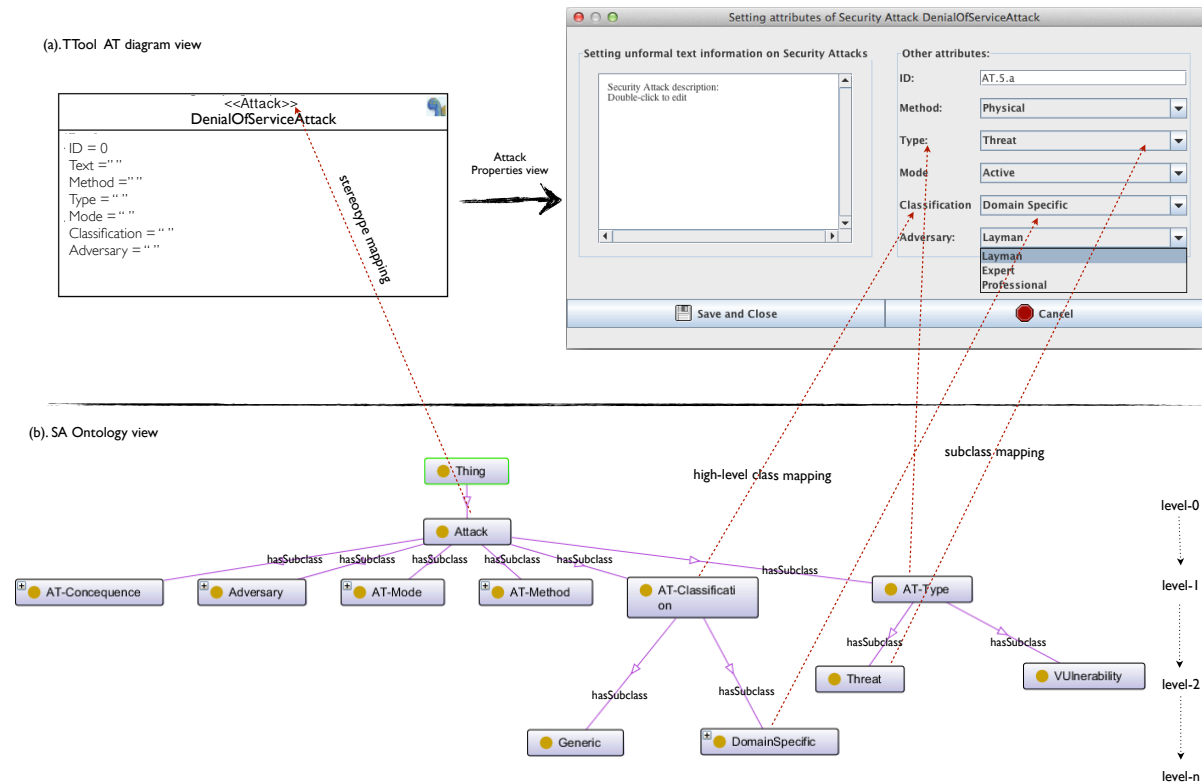 (a).TTool AT diagram view
<<Attack>>
DenialOfServiceAttack
ID = 0
Text =" "
Method =" "
Type = " "
Mode = " "
Classification = " "
Adversary = " "
stereotype mapping
Attack
Properties view
Setting attributes of Security Attack DenialOfServiceAttack
Setting unformal text information on Security Attacks
Security Attack description:
Double-click to edit
Other attributes:
ID: AT.5.a
Method: Physical
Type: Threat
Mode Active
Classification Domain Specific
Adversary: Layman
Layman
Expert
Professional
Save and Close
Cancel
(b). SA Ontology view
high-level class mapping
subclass mapping
Thing
Attack
level-0
hasSubclass hasSubclass hasSubclass hasSubclass hasSubclass
AT-Concequence
Adversary
AT-Mode
AT-Method
AT-Classificati
on
AT-Type
level-1
hasSubclass
hasSubclass
hasSubclass
Threat
VUlnerability
level-2
hasSubclass
hasSubclass
Generic
DomainSpecific
level-n